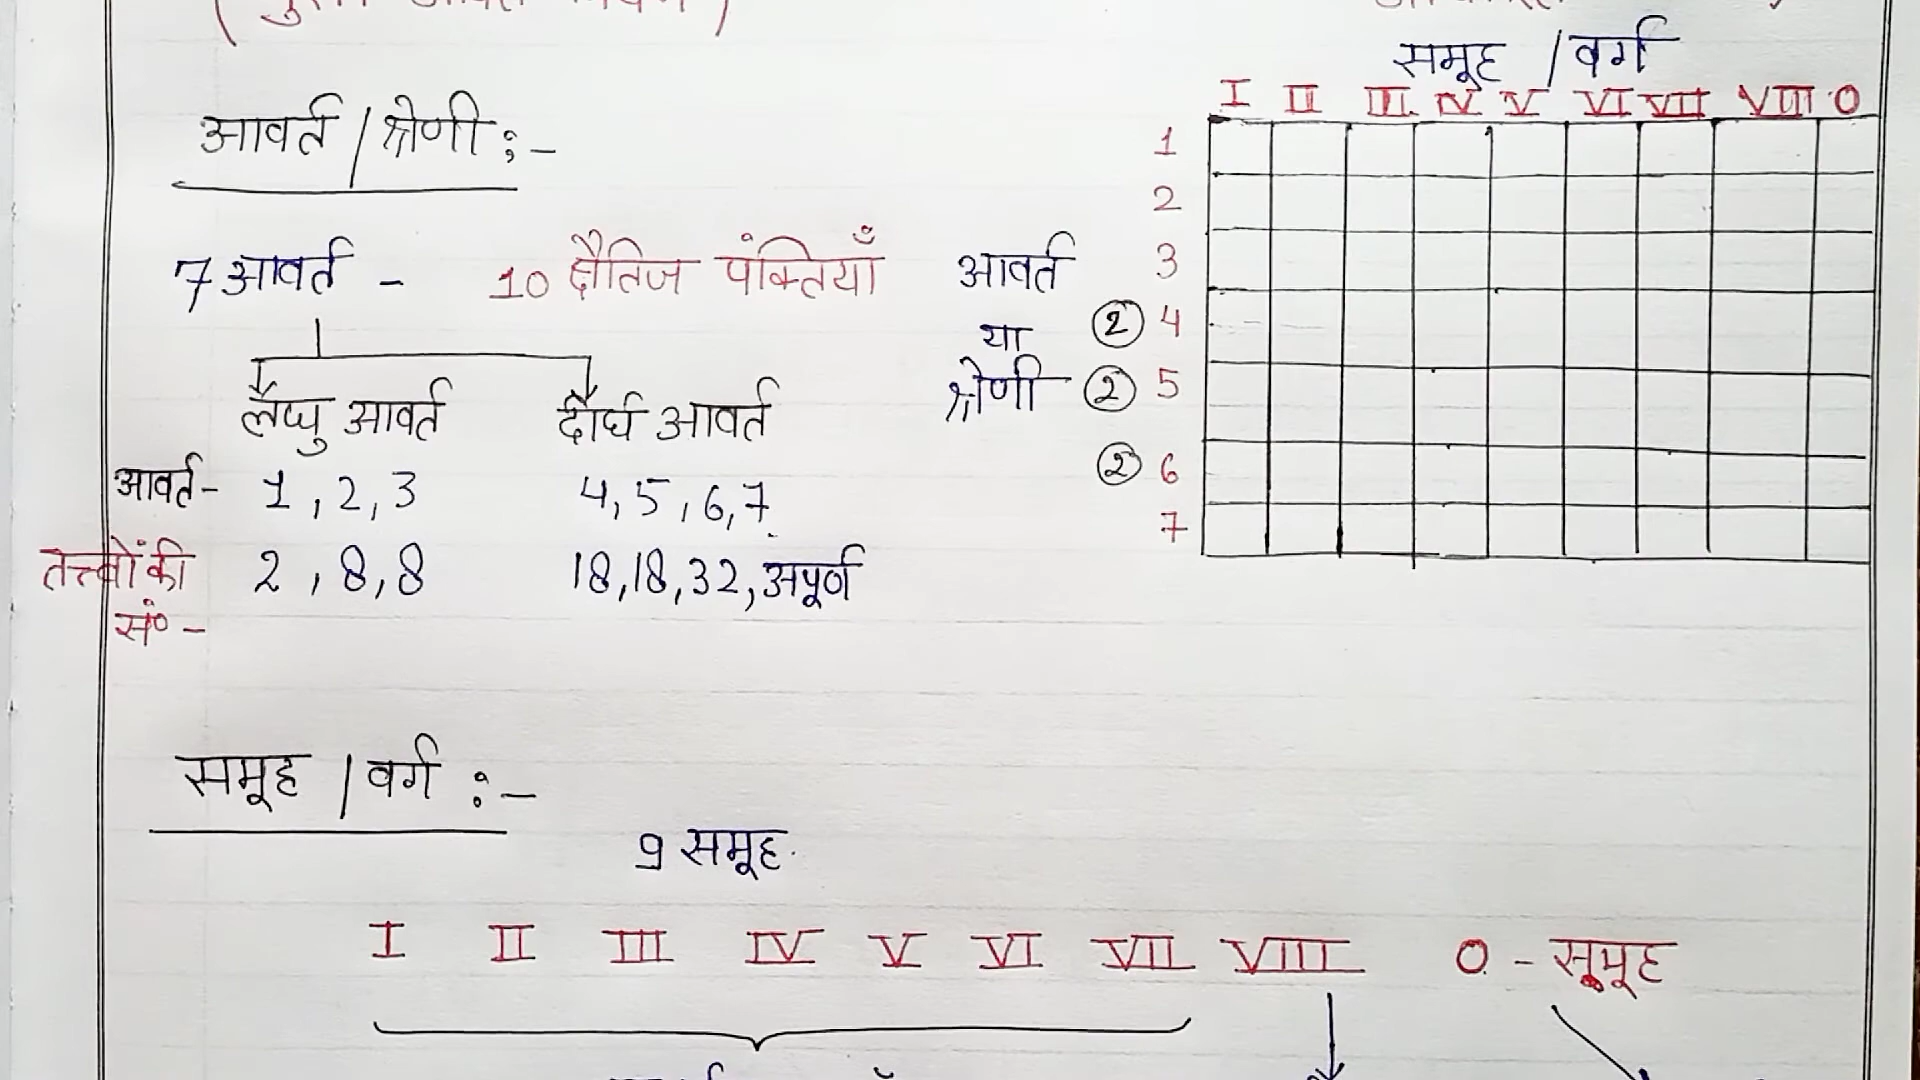 समूह / वर्ग
I II III IV V VI VII VIII 0
1
2
3
2 4
2 5
2 6
7
आवर्त
या
श्रेणी
आवर्त / श्रेणी :-
7 आवर्त - 10 क्षैतिज पंक्तियाँ
लघु आवर्त दीर्घ आवर्त
आवर्त- 1, 2, 3 4, 5, 6, 7
तत्त्वों की 2, 8, 8 18, 18, 32, अपूर्ण
सं० -
समूह / वर्ग :-
9 समूह
I II III IV V VI VII VIII 0 - समूह